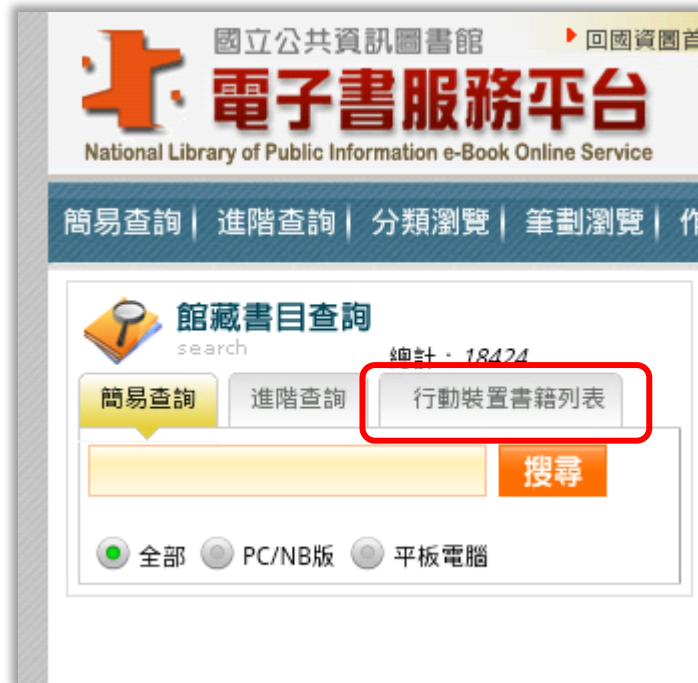 國立公共資訊圖書館
回國資圖首
電子書服務平台
National Library of Public Information e-Book Online Service
簡易查詢 | 進階查詢 | 分類瀏覽 | 筆劃瀏覽 | 作
館藏書目查詢
search
總計：18424
簡易查詢 進階查詢 行動裝置書籍列表
搜尋
全部 PC/NB版 平板電腦